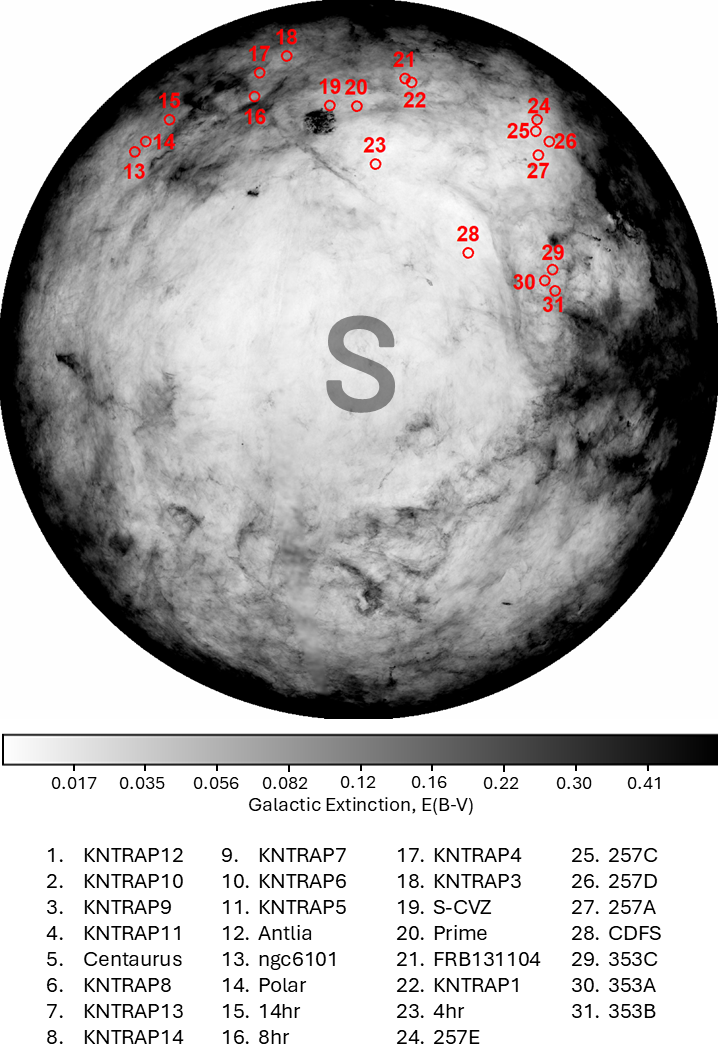 18
17
21
19 20
22
16
15
24
25
26
14
23
13
27
28
29
30
31
S
0.017 0.035 0.056 0.082 0.12 0.16 0.22 0.30 0.41
Galactic Extinction, E(B-V)
1. KNTRAP12
2. KNTRAP10
3. KNTRAP9
4. KNTRAP11
5. Centaurus
6. KNTRAP8
7. KNTRAP13
8. KNTRAP14
9. KNTRAP7
10. KNTRAP6
11. KNTRAP5
12. Antlia
13. ngc6101
14. Polar
15. 14hr
16. 8hr
17. KNTRAP4
18. KNTRAP3
19. S-CVZ
20. Prime
21. FRB131104
22. KNTRAP1
23. 4hr
24. 257E
25. 257C
26. 257D
27. 257A
28. CDFS
29. 353C
30. 353A
31. 353B